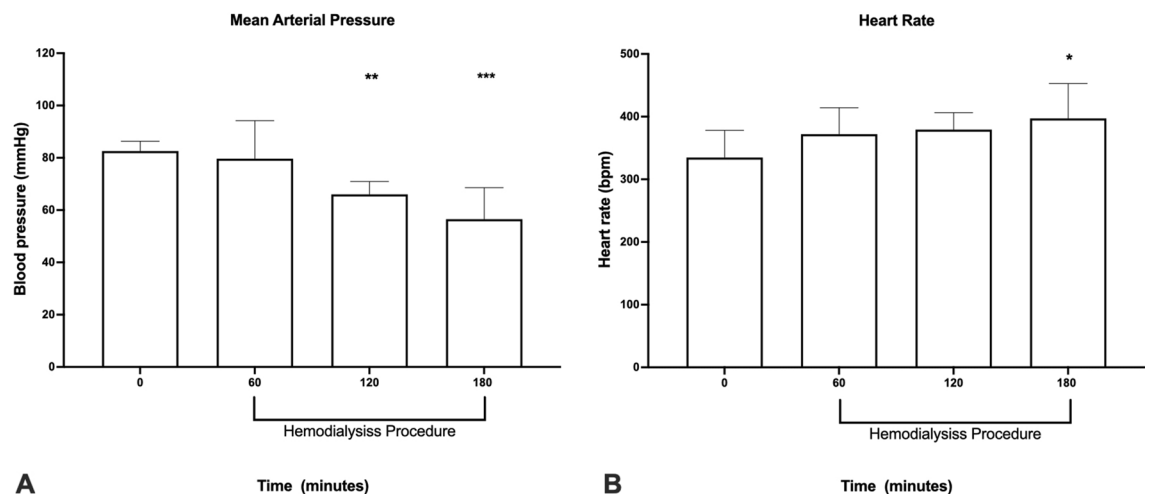 Mean Arterial Pressure
Blood pressure (mmHg)
120
100
80
60
40
20
0
** ***
0 60 120 180
Hemodialysiss Procedure
A Time (minutes)
Heart Rate
Heart rate (bpm)
500
400
300
200
100
0
*
0 60 120 180
Hemodialysiss Procedure
B Time (minutes)